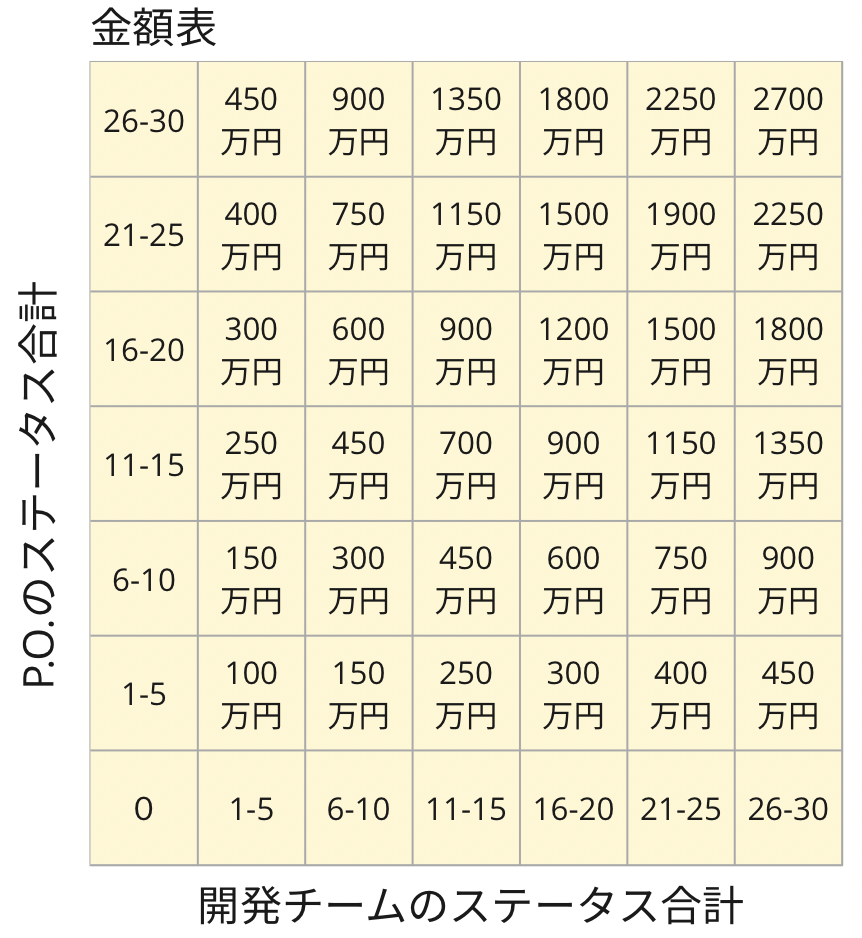 金額表
26-30 450万円 900万円 1350万円 1800万円 2250万円 2700万円
21-25 400万円 750万円 1150万円 1500万円 1900万円 2250万円
16-20 300万円 600万円 900万円 1200万円 1500万円 1800万円
11-15 250万円 450万円 700万円 900万円 1150万円 1350万円
6-10 150万円 300万円 450万円 600万円 750万円 900万円
1-5 100万円 150万円 250万円 300万円 400万円 450万円
0 1-5 6-10 11-15 16-20 21-25 26-30
P.O.のステータス合計
開発チームのステータス合計